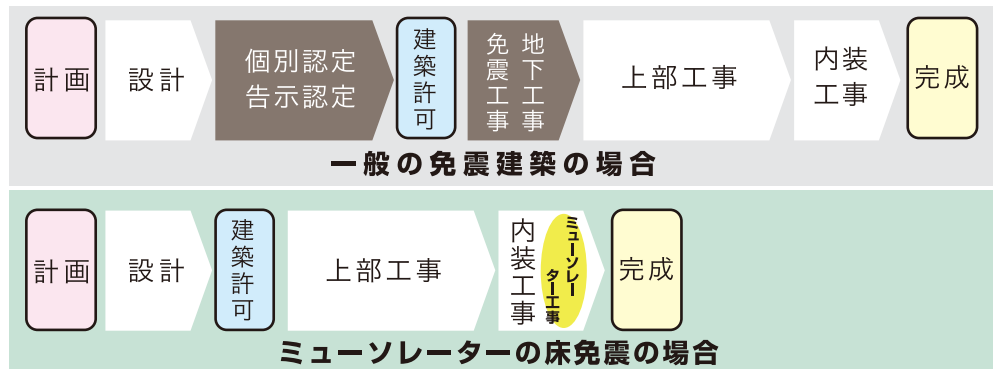 計画
設計
個別認定
告示認定
建築許可
地下工事
免震工事
上部工事
内装
工事
完成
一般の免震建築の場合
計画
設計
建築許可
上部工事
内装工事
ミューソレー
ター工事
完成
ミューソレーターの床免震の場合